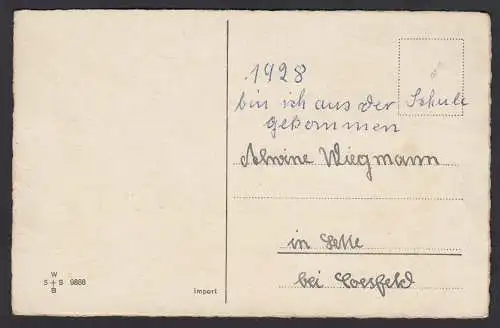 1928
bin ich aus der Schule
gekommen
Alwine Wiegmann
in Lette
bei Coesfeld
W
S + S 9888
B
import